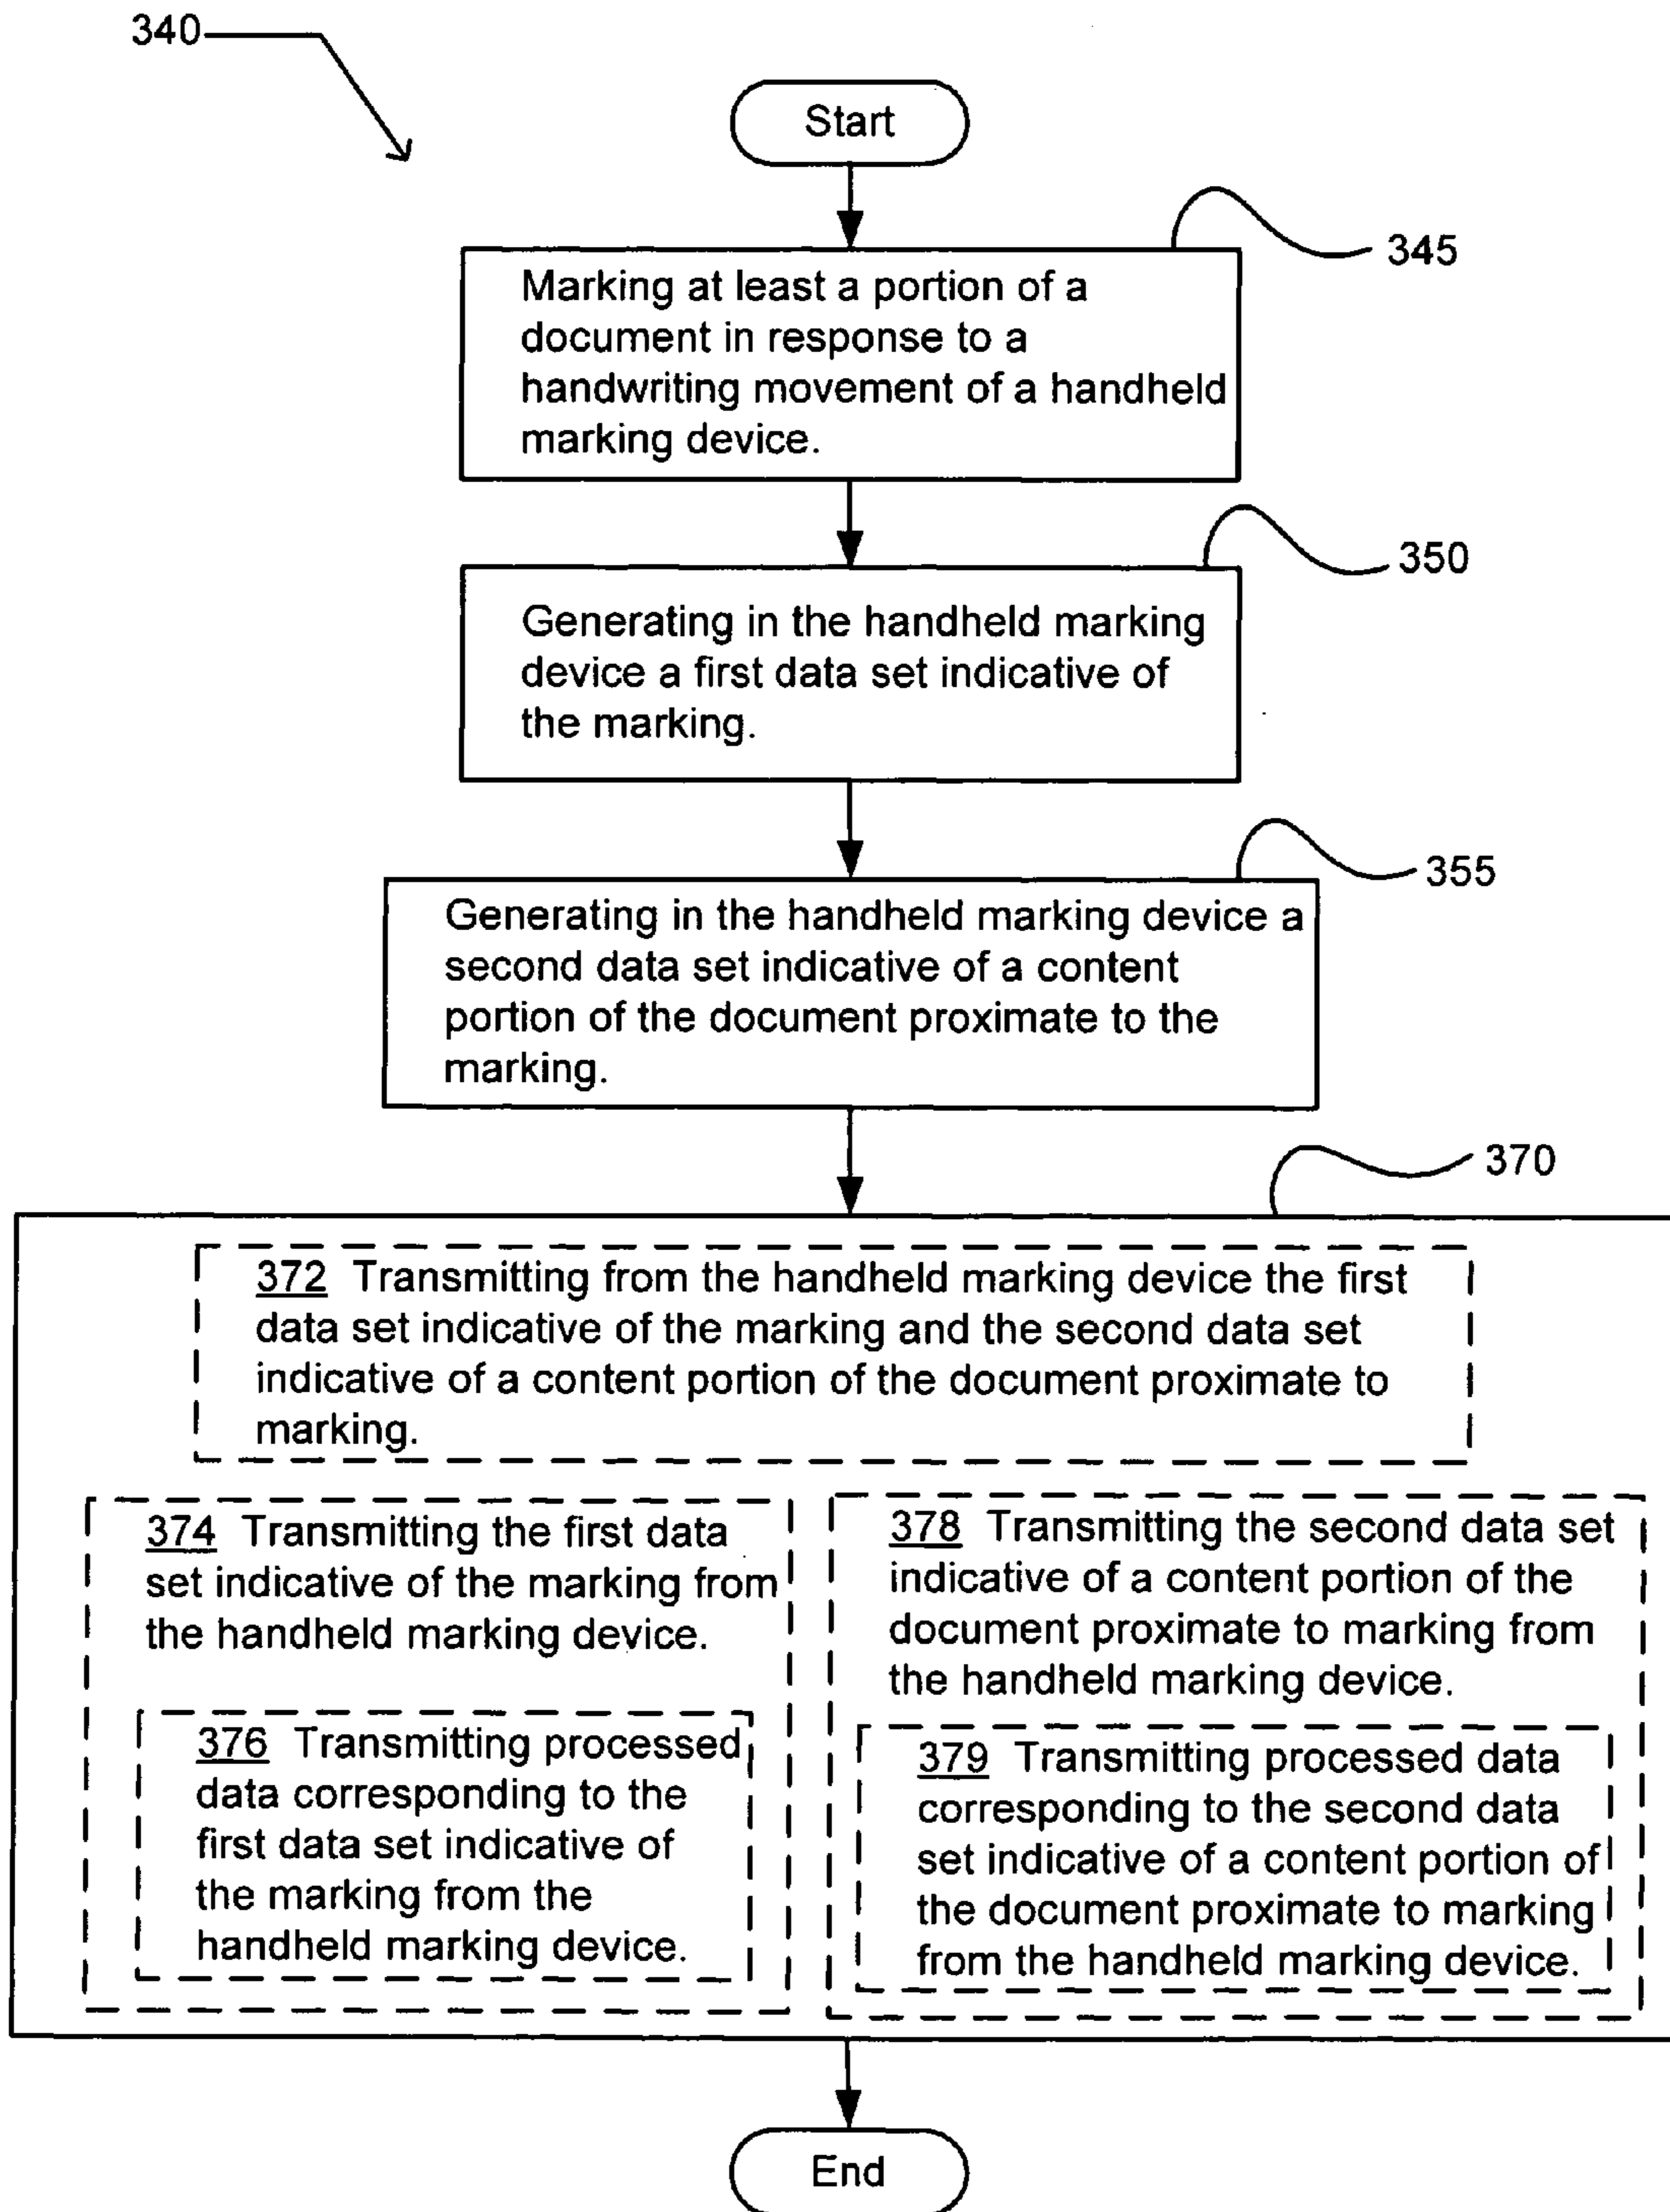 340
Start
345
Marking at least a portion of a
document in response to a
handwriting movement of a handheld
marking device.
350
Generating in the handheld marking
device a first data set indicative of
the marking.
355
Generating in the handheld marking device a
second data set indicative of a content
portion of the document proximate to the
marking.
370
372 Transmitting from the handheld marking device the first
data set indicative of the marking and the second data set
indicative of a content portion of the document proximate to
marking.
374 Transmitting the first data
set indicative of the marking from
the handheld marking device.
376 Transmitting processed
data corresponding to the
first data set indicative of
the marking from the
handheld marking device.
378 Transmitting the second data set
indicative of a content portion of the
document proximate to marking from
the handheld marking device.
379 Transmitting processed data
corresponding to the second data
set indicative of a content portion of
the document proximate to marking
from the handheld marking device.
End